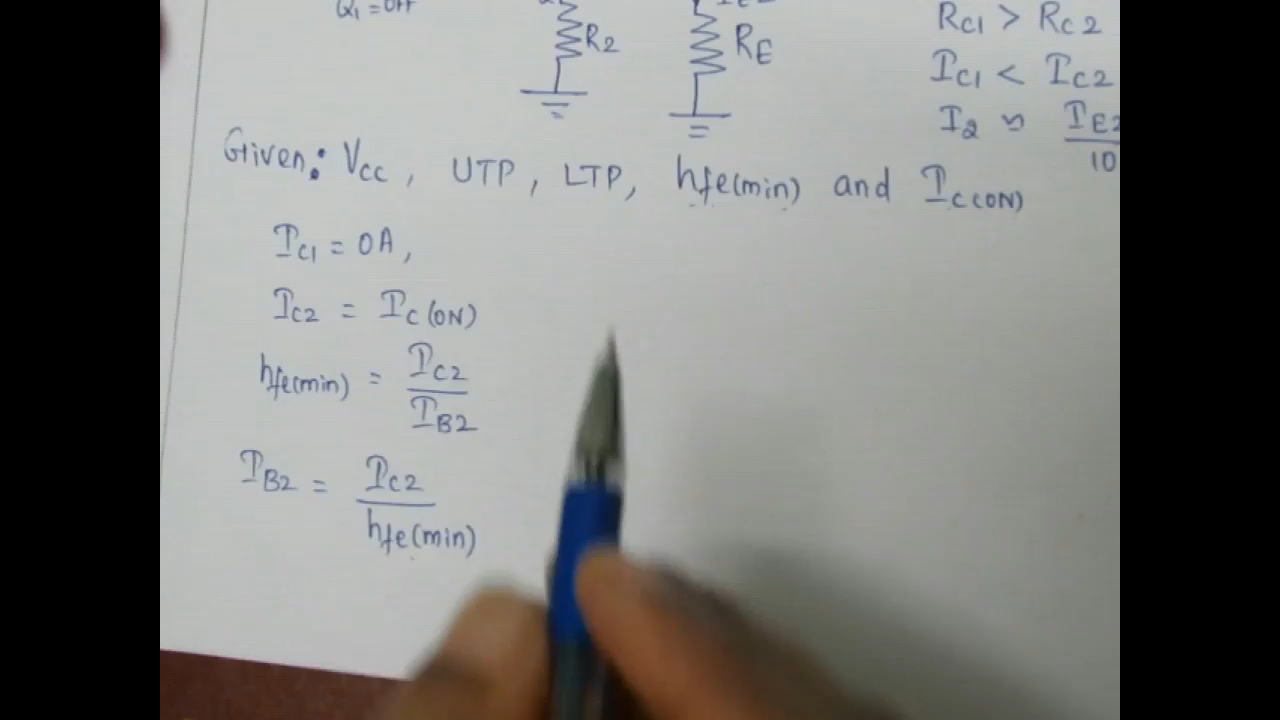 Q1 = OFF
R2
RE
RC1 > RC2
IC1 < IC2
I2 ≈ IE2/10
Given: VCC, UTP, LTP, hfe(min) and IC(ON)
IC1 = 0A,
IC2 = IC(ON)
hfe(min) = IC2/IB2
IB2 = IC2/hfe(min)